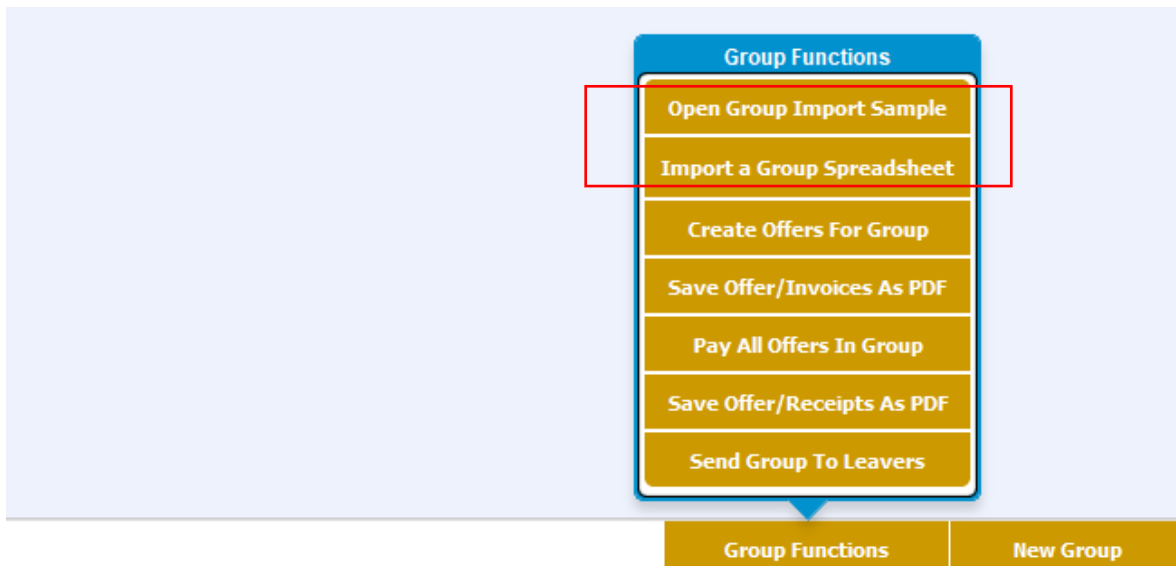 Group Functions
Open Group Import Sample
Import a Group Spreadsheet
Create Offers For Group
Save Offer/Invoices As PDF
Pay All Offers In Group
Save Offer/Receipts As PDF
Send Group To Leavers
Group Functions
New Group